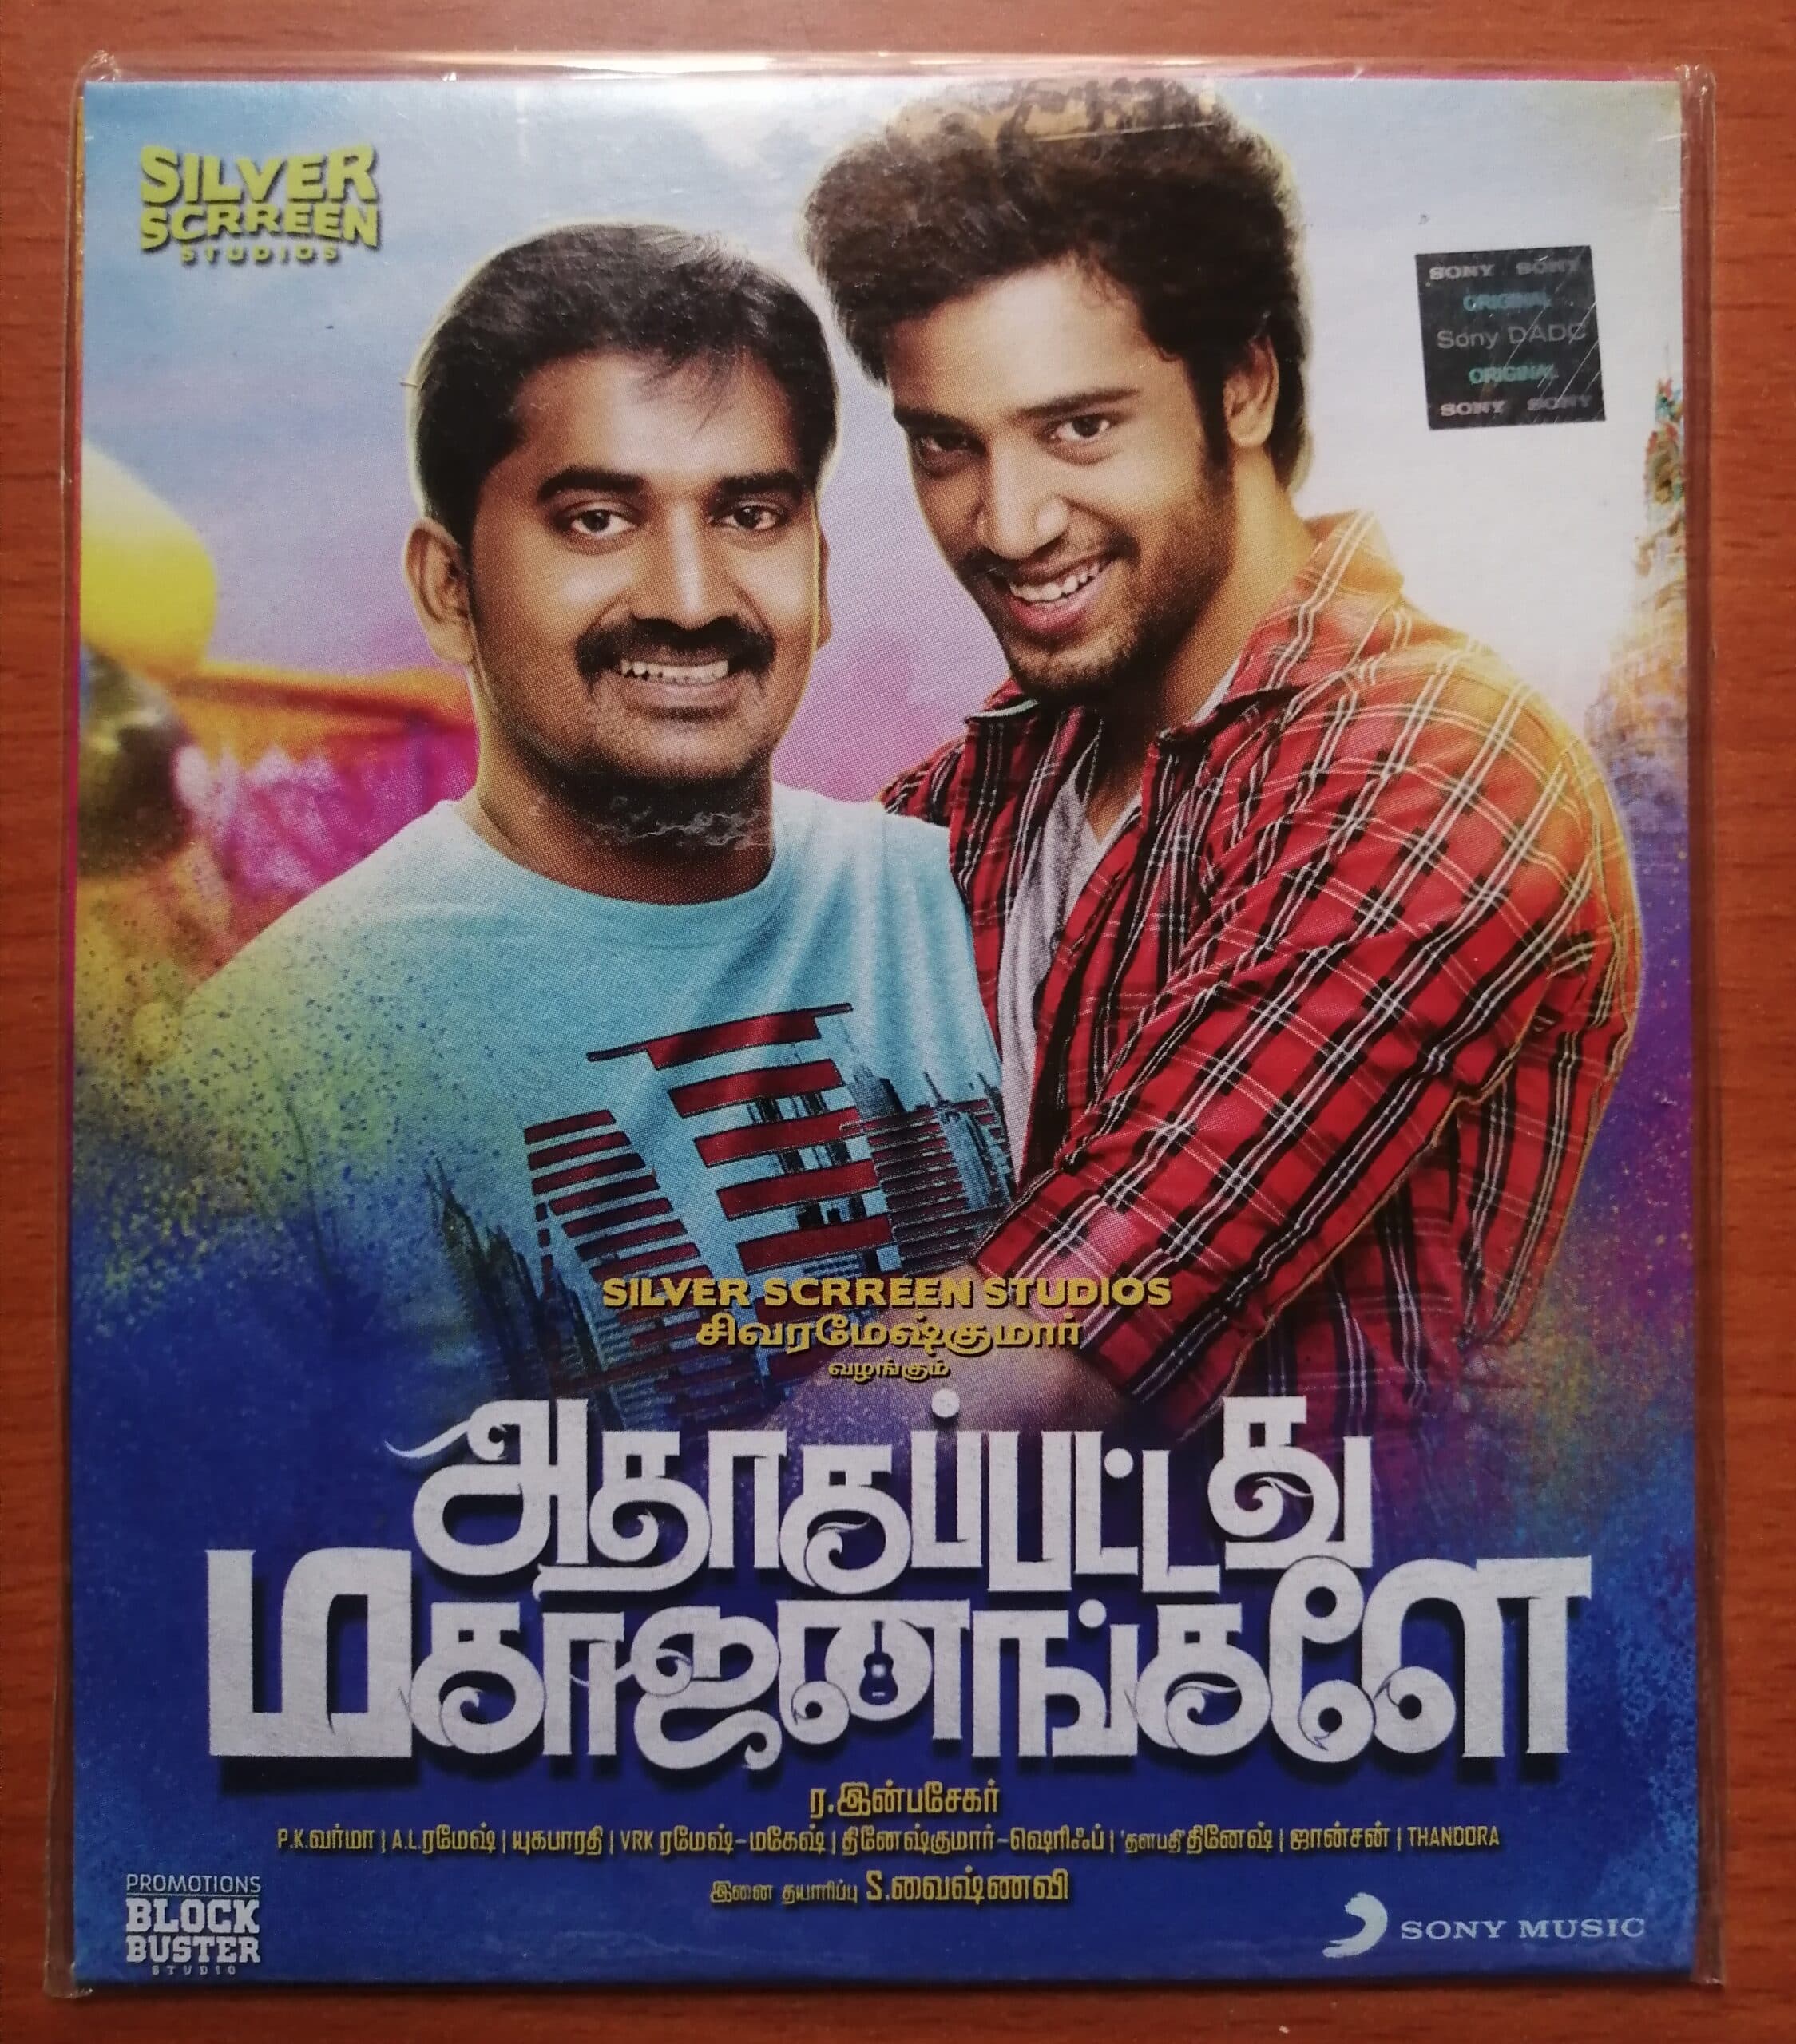 SILVER
SCRREEN
STUDIOS
SONY SONY
ORIGINAL
Sony DADC
ORIGINAL
SONY SONY
SILVER SCRREEN STUDIOS
சிவரமேஷ்குமார்
வழங்கும்
அதாகப்பட்டது
மகாஜனங்களே
ர.இன்பசேகர்
P.K.வர்மா | A.L.ரமேஷ் | யுகபாரதி | VRK ரமேஷ்-மகேஷ் | தினேஷ்குமார்-ஷெரிஃப் | 'தளபதி'தினேஷ் | ஜான்சன் | THANDORA
இணை தயாரிப்பு S.வைஷ்ணவி
PROMOTIONS
BLOCK
BUSTER
STUDIO
SONY MUSIC